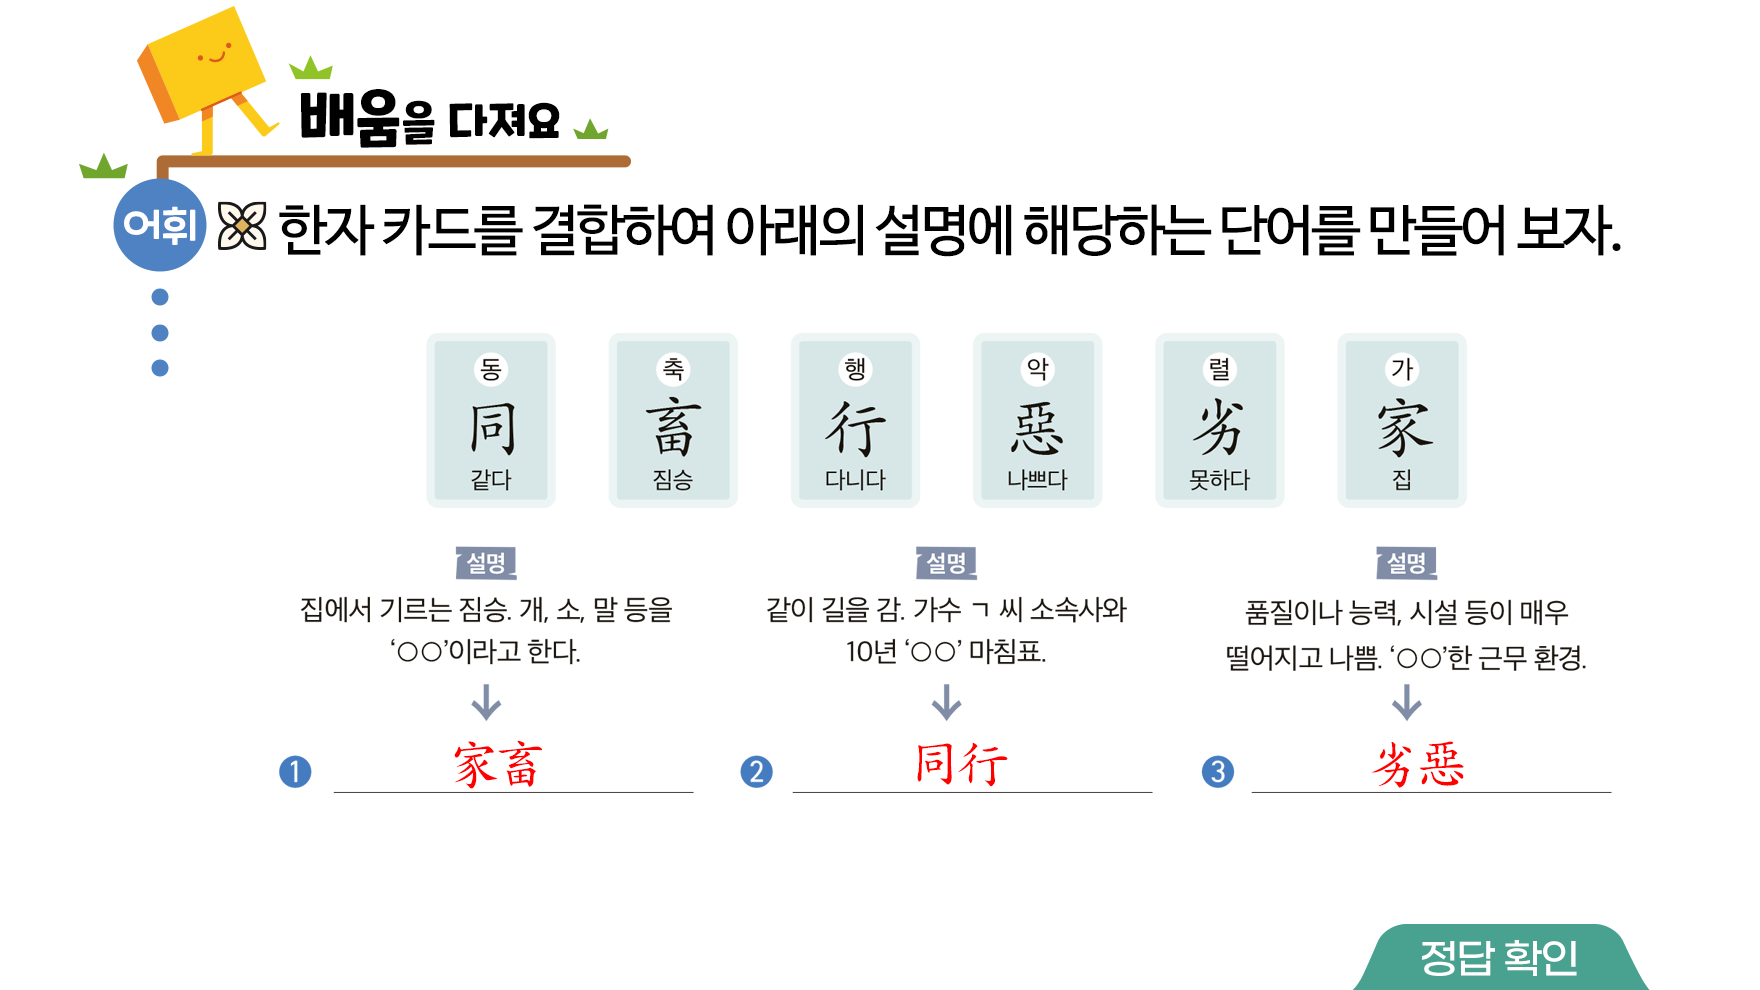 배움을 다져요
어휘 한자 카드를 결합하여 아래의 설명에 해당하는 단어를 만들어 보자.
동 축 행 악 렬 가
同 畜 行 惡 劣 家
같다 짐승 다니다 나쁘다 못하다 집
설명
집에서 기르는 짐승. 개, 소, 말 등을
‘○○’이라고 한다.
1 家畜
설명
같이 길을 감. 가수 ㄱ 씨 소속사와
10년 ‘○○’ 마침표.
2 同行
설명
품질이나 능력, 시설 등이 매우
떨어지고 나쁨. ‘○○’한 근무 환경.
3 劣惡
정답 확인